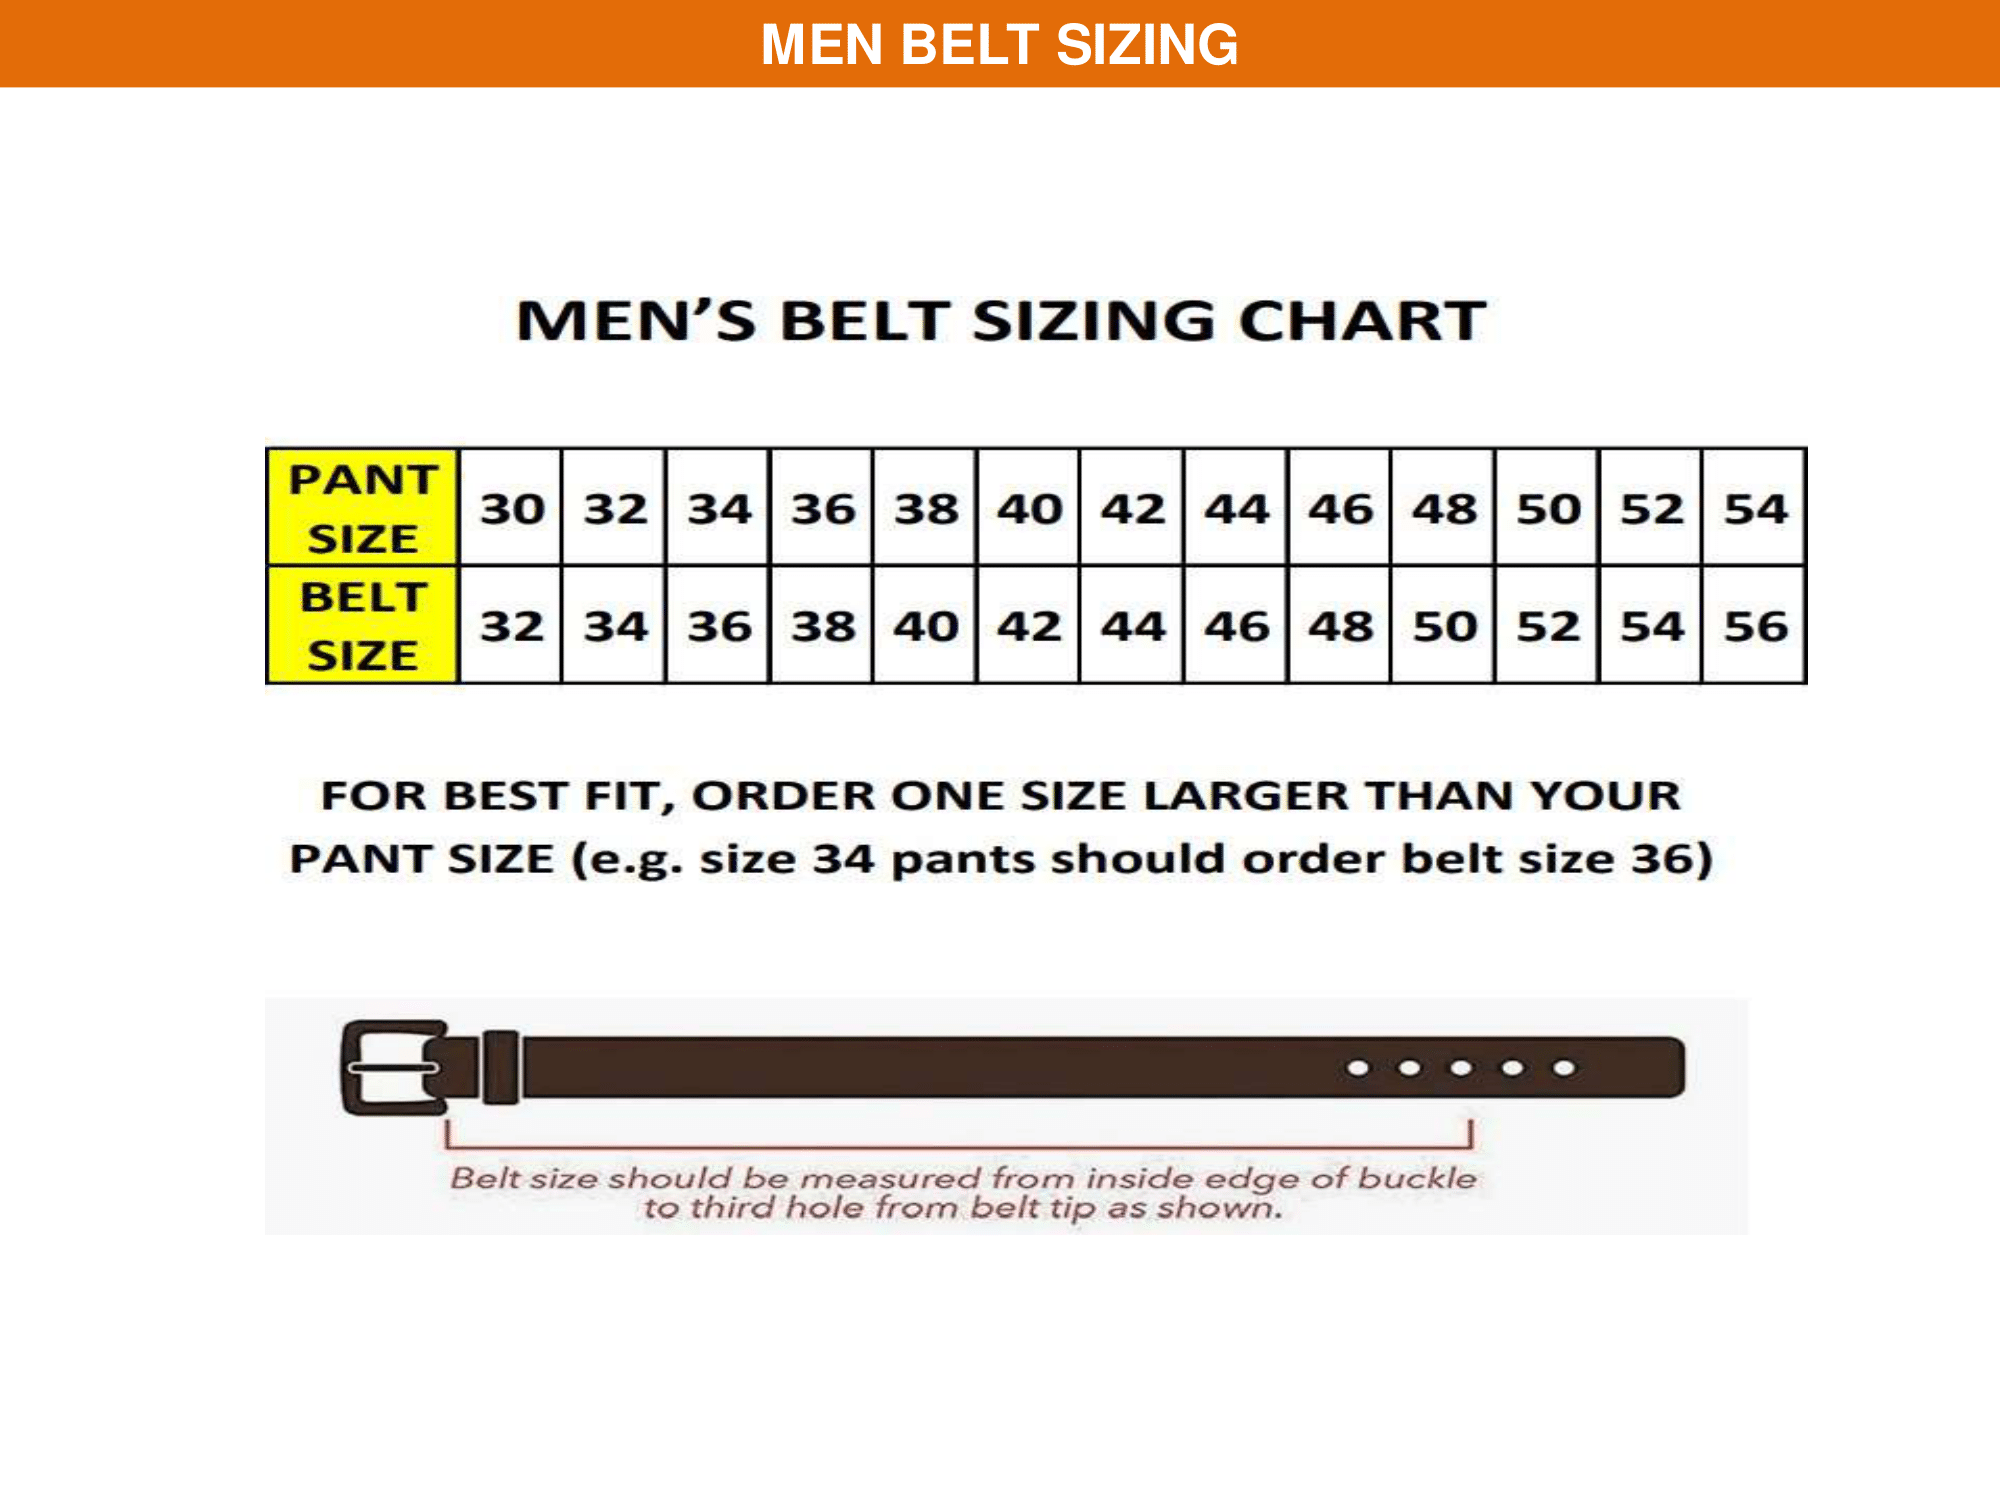 MEN BELT SIZING
MEN’S BELT SIZING CHART
PANT SIZE 30 32 34 36 38 40 42 44 46 48 50 52 54
BELT SIZE 32 34 36 38 40 42 44 46 48 50 52 54 56
FOR BEST FIT, ORDER ONE SIZE LARGER THAN YOUR
PANT SIZE (e.g. size 34 pants should order belt size 36)
Belt size should be measured from inside edge of buckle
to third hole from belt tip as shown.